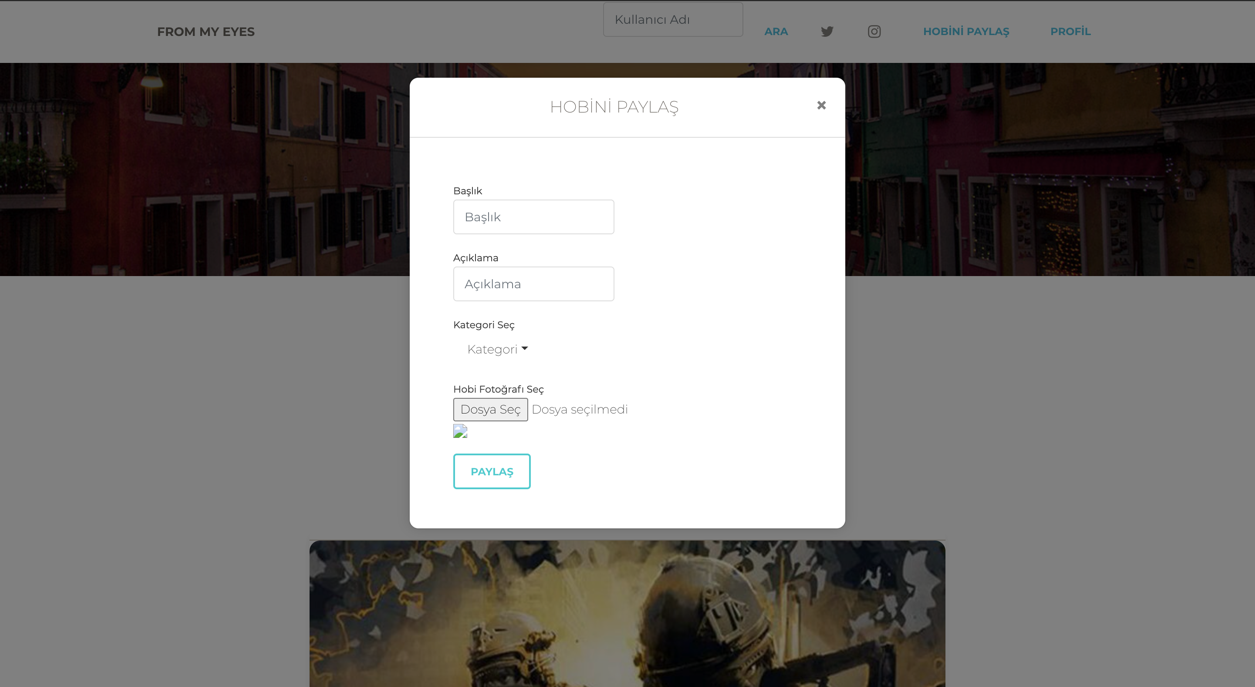 FROM MY EYES
Kullanıcı Adı
ARA
HOBİNİ PAYLAŞ
PROFİL
HOBİNİ PAYLAŞ
×
Başlık
Başlık
Açıklama
Açıklama
Kategori Seç
Kategori
Hobi Fotoğrafı Seç
Dosya Seç Dosya seçilmedi
PAYLAŞ